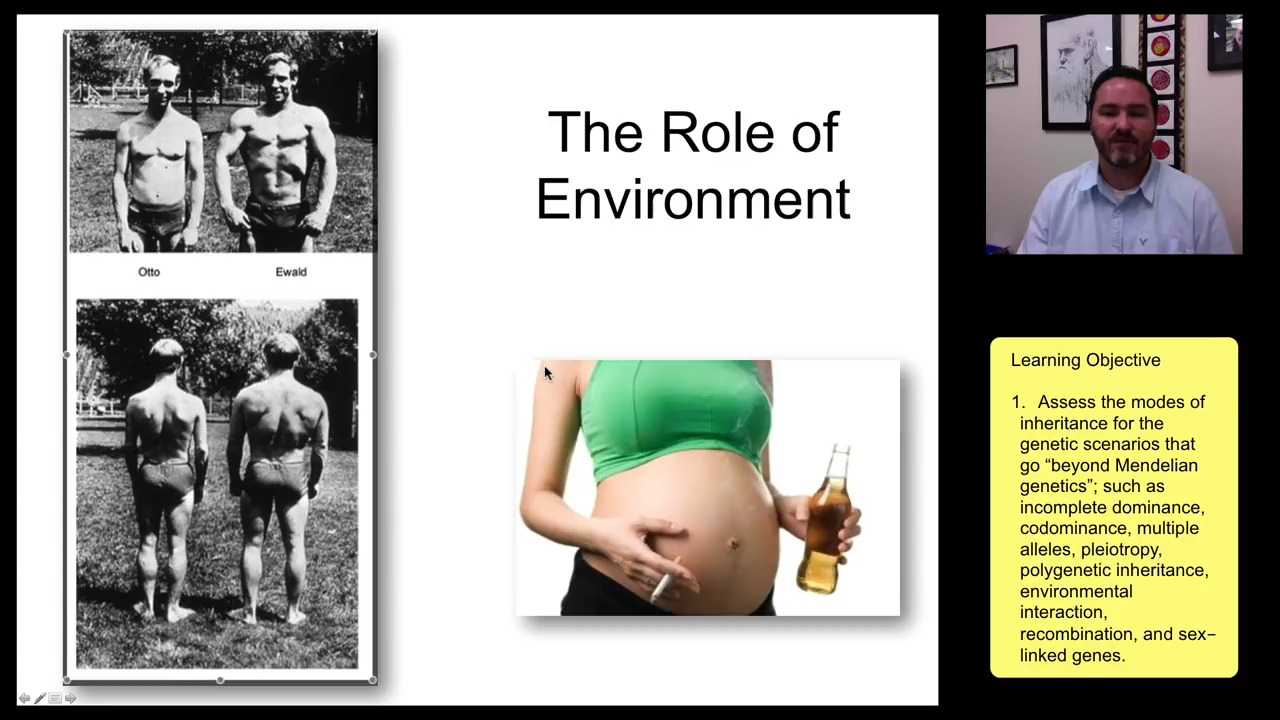 The Role of
Environment
Otto
Ewald
Learning Objective
1. Assess the modes of
inheritance for the
genetic scenarios that
go “beyond Mendelian
genetics”; such as
incomplete dominance,
codominance, multiple
alleles, pleiotropy,
polygenetic inheritance,
environmental
interaction,
recombination, and sex–
linked genes.